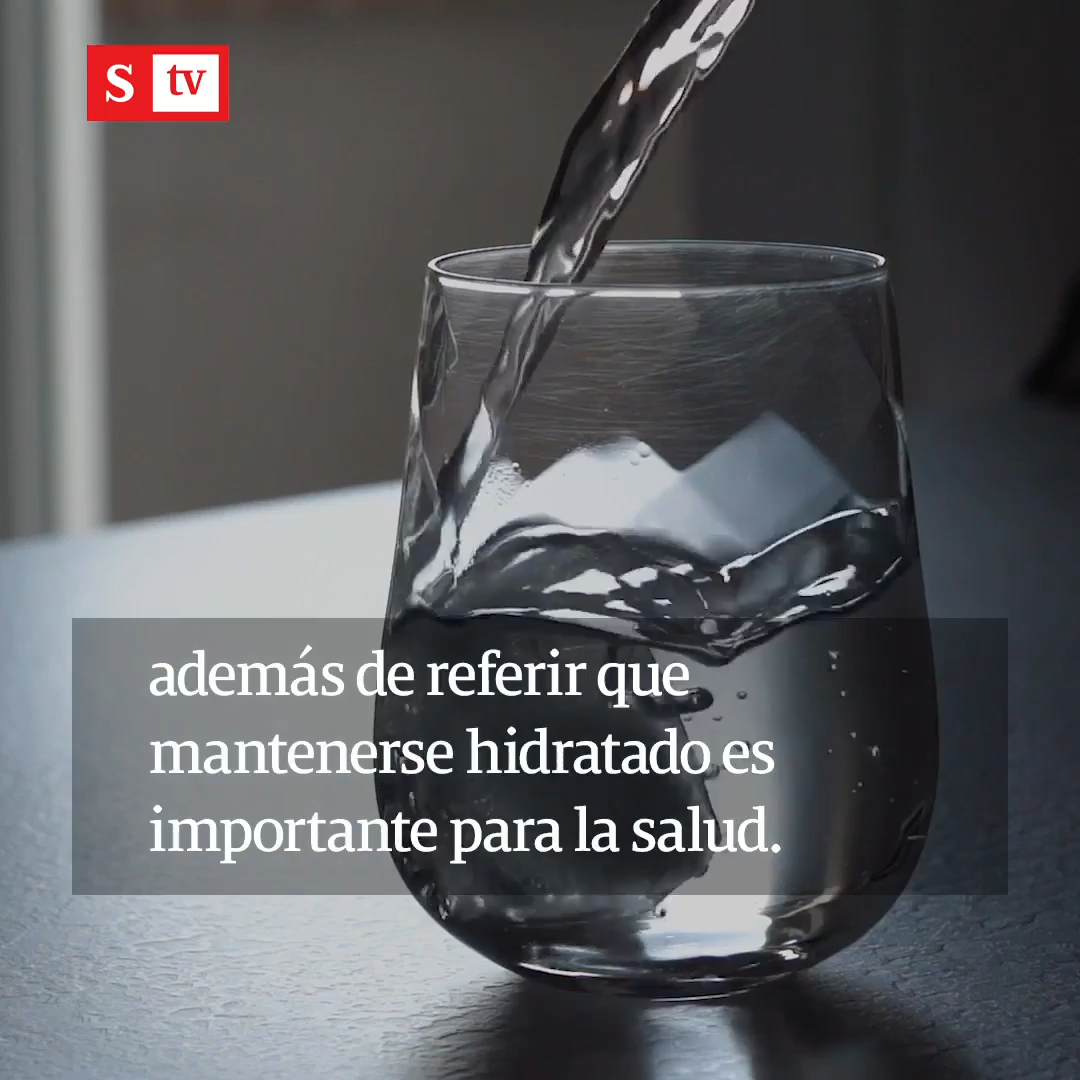 S tv
además de referir que
mantenerse hidratado es
importante para la salud.